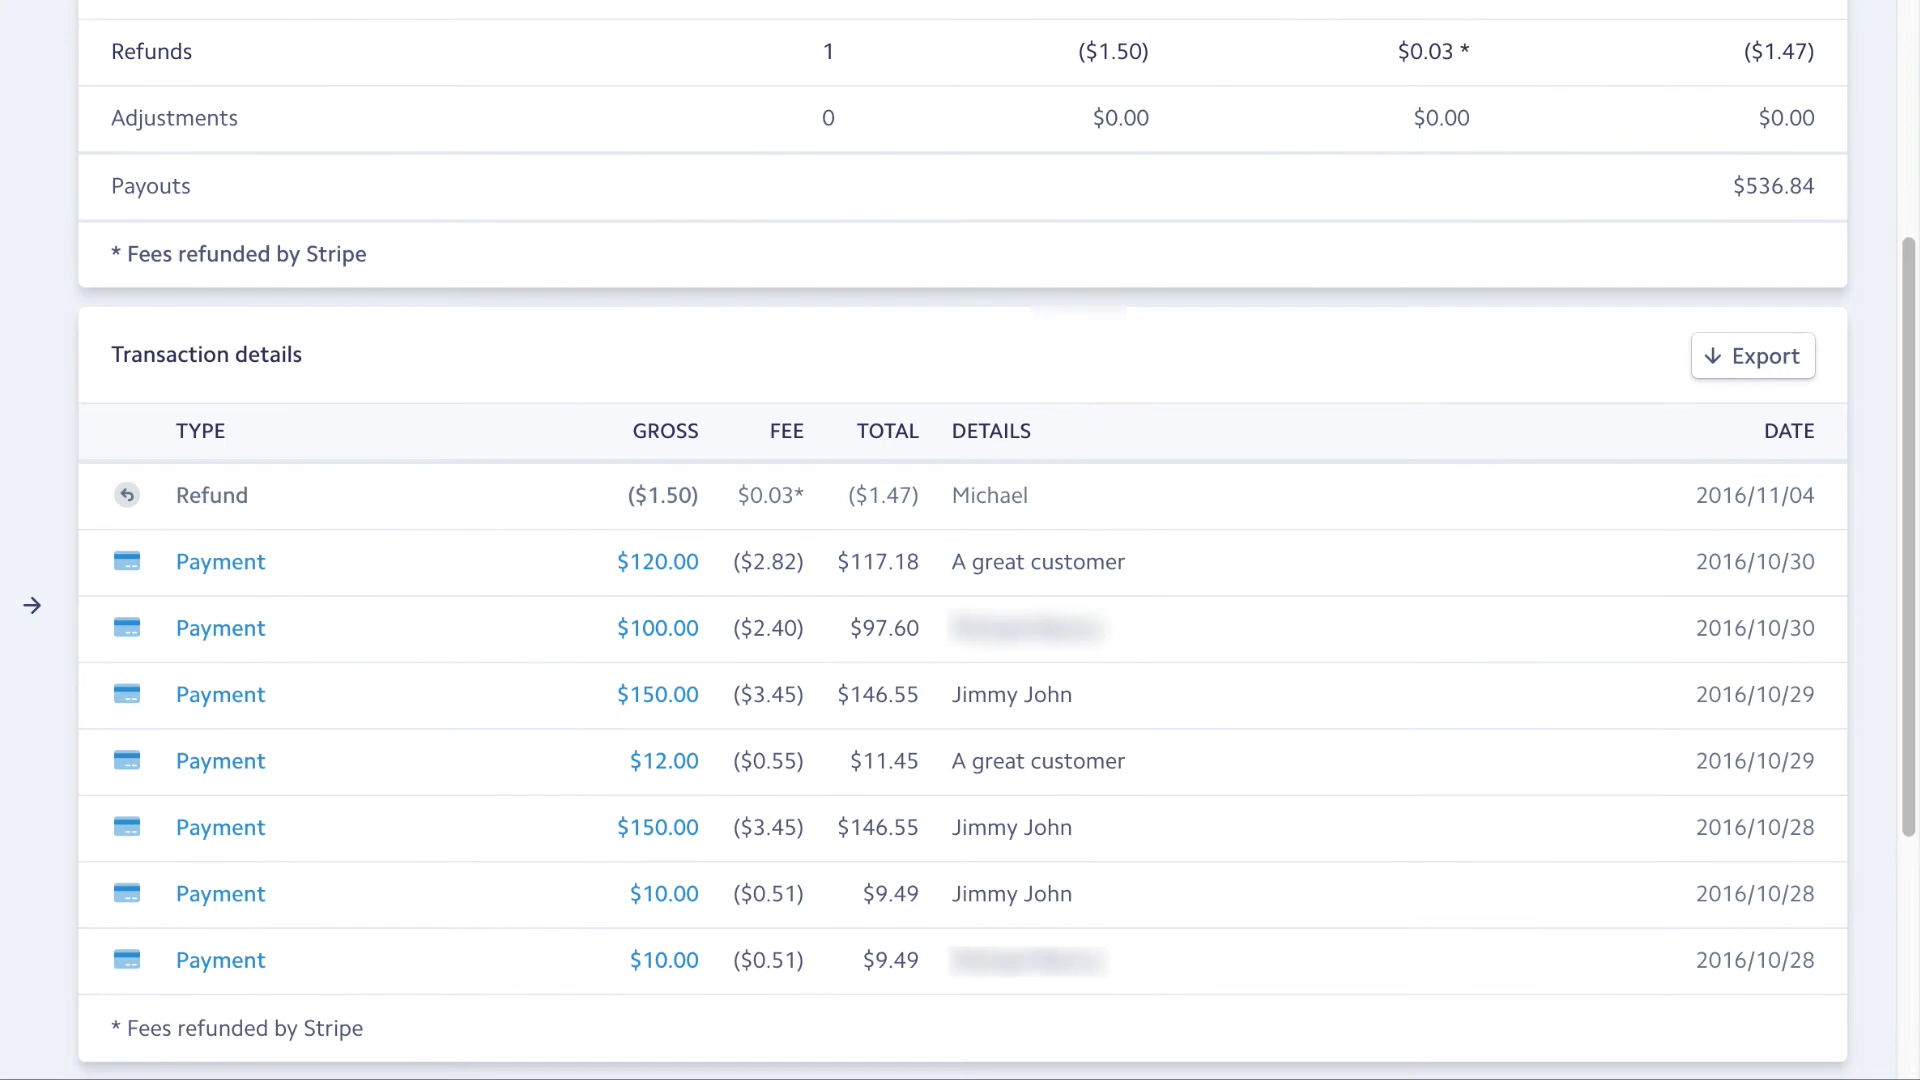 Refunds 1 ($1.50) $0.03 * ($1.47)
Adjustments 0 $0.00 $0.00 $0.00
Payouts $536.84
* Fees refunded by Stripe
Transaction details Export
TYPE GROSS FEE TOTAL DETAILS DATE
Refund ($1.50) $0.03* ($1.47) Michael 2016/11/04
Payment $120.00 ($2.82) $117.18 A great customer 2016/10/30
Payment $100.00 ($2.40) $97.60 2016/10/30
Payment $150.00 ($3.45) $146.55 Jimmy John 2016/10/29
Payment $12.00 ($0.55) $11.45 A great customer 2016/10/29
Payment $150.00 ($3.45) $146.55 Jimmy John 2016/10/28
Payment $10.00 ($0.51) $9.49 Jimmy John 2016/10/28
Payment $10.00 ($0.51) $9.49 2016/10/28
* Fees refunded by Stripe